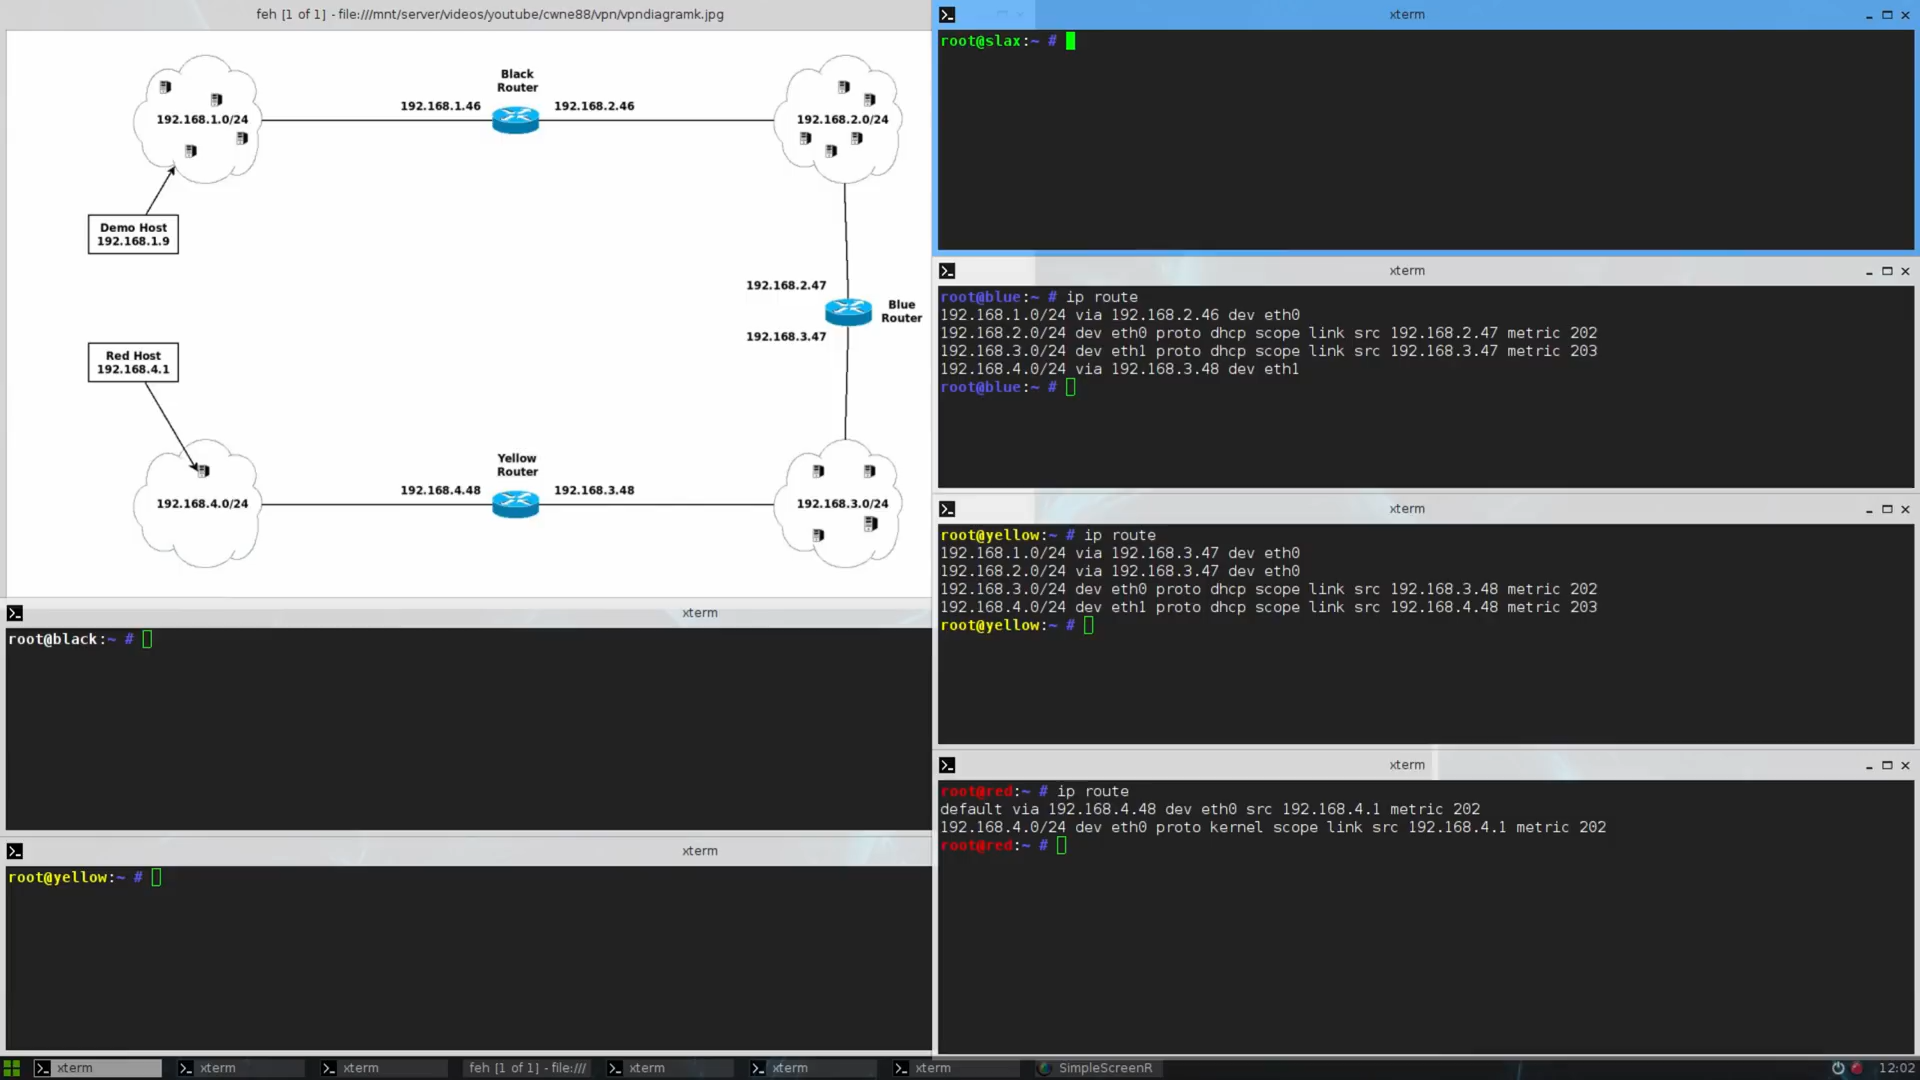 feh [1 of 1] - file:///mnt/server/videos/youtube/cwne88/vpn/vpndiagramk.jpg
Black
Router
192.168.1.46
192.168.2.46
192.168.1.0/24
192.168.2.0/24
Demo Host
192.168.1.9
192.168.2.47
Blue
Router
192.168.3.47
Red Host
192.168.4.1
Yellow
Router
192.168.4.48
192.168.3.48
192.168.4.0/24
192.168.3.0/24
xterm
root@black:~ #
xterm
root@yellow:~ #
xterm
root@slax:~ #
xterm
root@blue:~ # ip route
192.168.1.0/24 via 192.168.2.46 dev eth0
192.168.2.0/24 dev eth0 proto dhcp scope link src 192.168.2.47 metric 202
192.168.3.0/24 dev eth1 proto dhcp scope link src 192.168.3.47 metric 203
192.168.4.0/24 via 192.168.3.48 dev eth1
root@blue:~ #
xterm
root@yellow:~ # ip route
192.168.1.0/24 via 192.168.3.47 dev eth0
192.168.2.0/24 via 192.168.3.47 dev eth0
192.168.3.0/24 dev eth0 proto dhcp scope link src 192.168.3.48 metric 202
192.168.4.0/24 dev eth1 proto dhcp scope link src 192.168.4.48 metric 203
root@yellow:~ #
xterm
root@red:~ # ip route
default via 192.168.4.48 dev eth0 src 192.168.4.1 metric 202
192.168.4.0/24 dev eth0 proto kernel scope link src 192.168.4.1 metric 202
root@red:~ #
xterm
xterm
xterm
feh [1 of 1] - file:///
xterm
xterm
xterm
SimpleScreenR
12:02